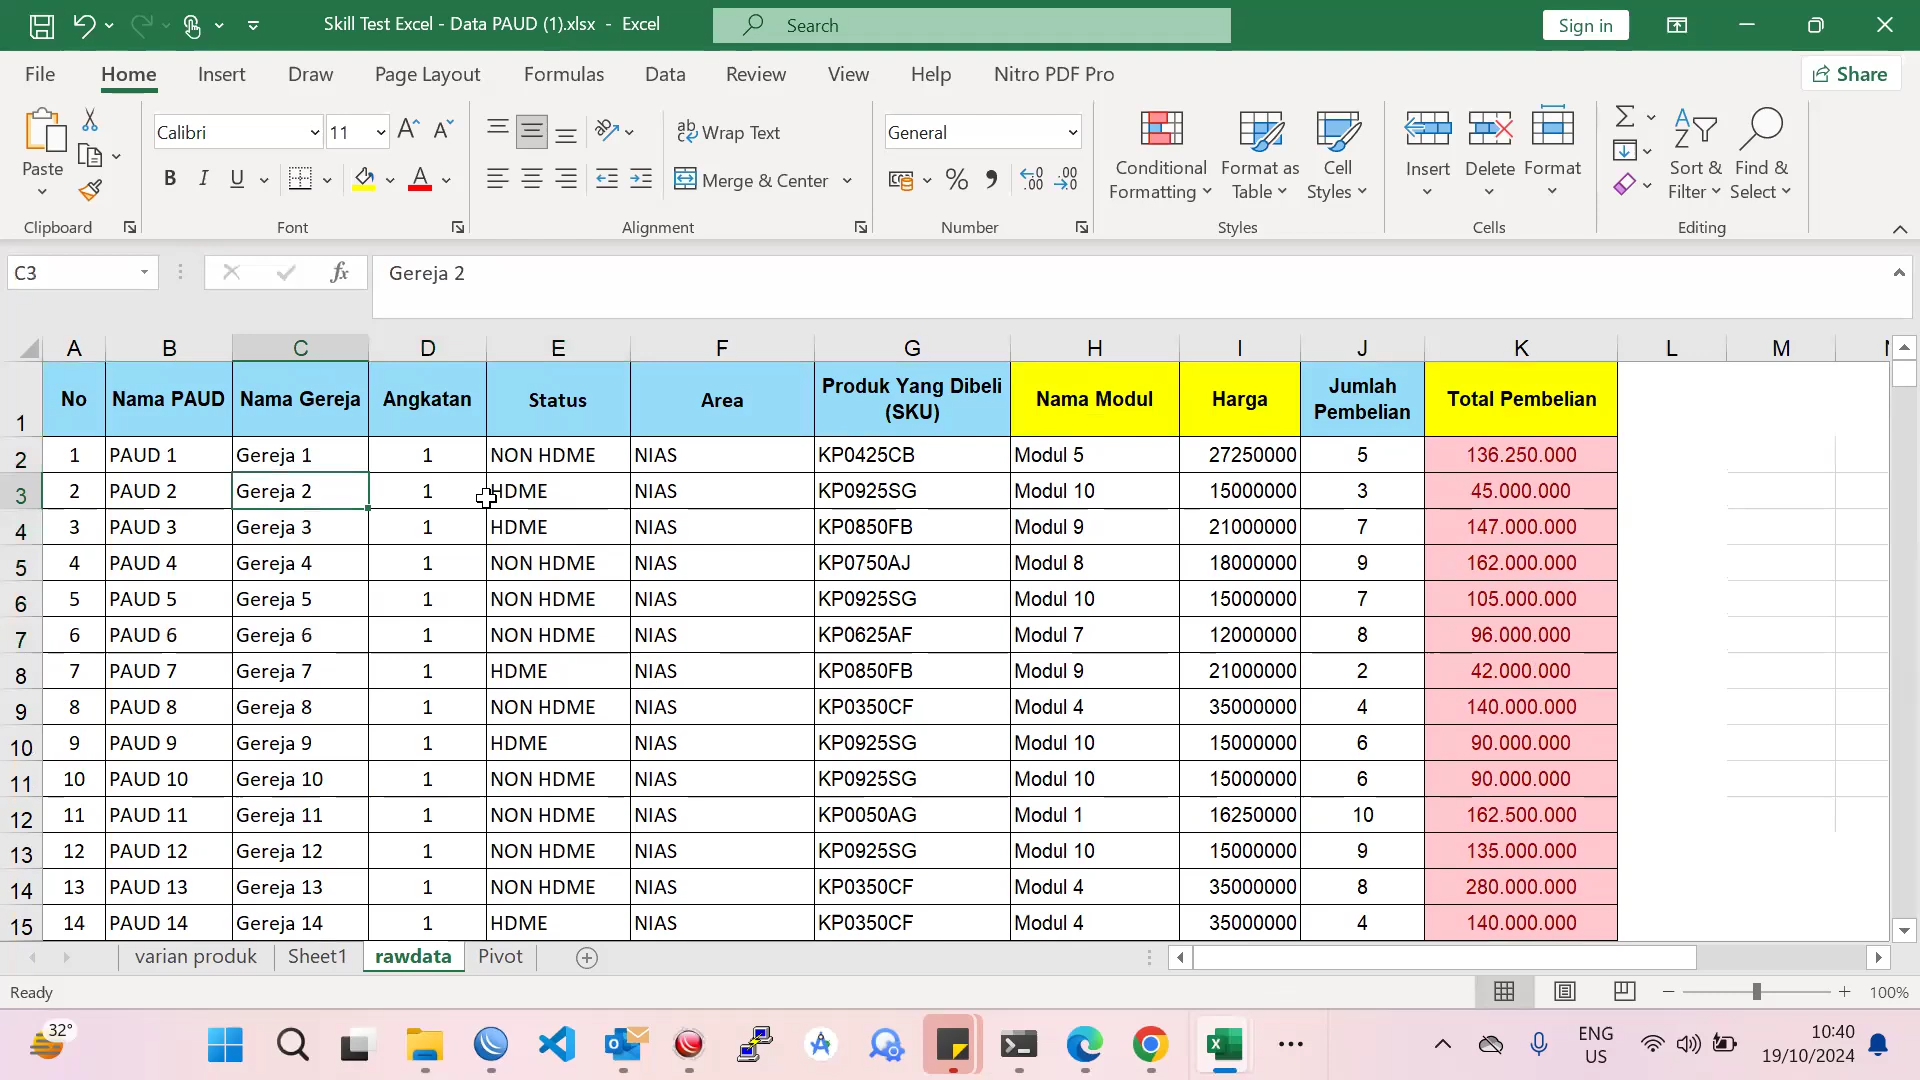 Skill Test Excel - Data PAUD (1).xlsx - Excel
Search
Sign in
File Home Insert Draw Page Layout Formulas Data Review View Help Nitro PDF Pro
Share
Paste
Clipboard
Calibri 11
B I U A
Font
ab Wrap Text
Merge & Center
Alignment
General
Number
Conditional Formatting
Format as Table
Cell Styles
Styles
Insert Delete Format
Cells
Sort & Filter
Find & Select
Editing
C3 fx Gereja 2
A B C D E F G H I J K L M
1 No Nama PAUD Nama Gereja Angkatan Status Area Produk Yang Dibeli (SKU) Nama Modul Harga Jumlah Pembelian Total Pembelian
2 1 PAUD 1 Gereja 1 1 NON HDME NIAS KP0425CB Modul 5 27250000 5 136.250.000
3 2 PAUD 2 Gereja 2 1 HDME NIAS KP0925SG Modul 10 15000000 3 45.000.000
4 3 PAUD 3 Gereja 3 1 HDME NIAS KP0850FB Modul 9 21000000 7 147.000.000
5 4 PAUD 4 Gereja 4 1 NON HDME NIAS KP0750AJ Modul 8 18000000 9 162.000.000
6 5 PAUD 5 Gereja 5 1 NON HDME NIAS KP0925SG Modul 10 15000000 7 105.000.000
7 6 PAUD 6 Gereja 6 1 NON HDME NIAS KP0625AF Modul 7 12000000 8 96.000.000
8 7 PAUD 7 Gereja 7 1 HDME NIAS KP0850FB Modul 9 21000000 2 42.000.000
9 8 PAUD 8 Gereja 8 1 NON HDME NIAS KP0350CF Modul 4 35000000 4 140.000.000
10 9 PAUD 9 Gereja 9 1 HDME NIAS KP0925SG Modul 10 15000000 6 90.000.000
11 10 PAUD 10 Gereja 10 1 NON HDME NIAS KP0925SG Modul 10 15000000 6 90.000.000
12 11 PAUD 11 Gereja 11 1 NON HDME NIAS KP0050AG Modul 1 16250000 10 162.500.000
13 12 PAUD 12 Gereja 12 1 NON HDME NIAS KP0925SG Modul 10 15000000 9 135.000.000
14 13 PAUD 13 Gereja 13 1 NON HDME NIAS KP0350CF Modul 4 35000000 8 280.000.000
15 14 PAUD 14 Gereja 14 1 HDME NIAS KP0350CF Modul 4 35000000 4 140.000.000
varian produk Sheet1 rawdata Pivot
Ready
100%
32°
ENG US
10:40
19/10/2024